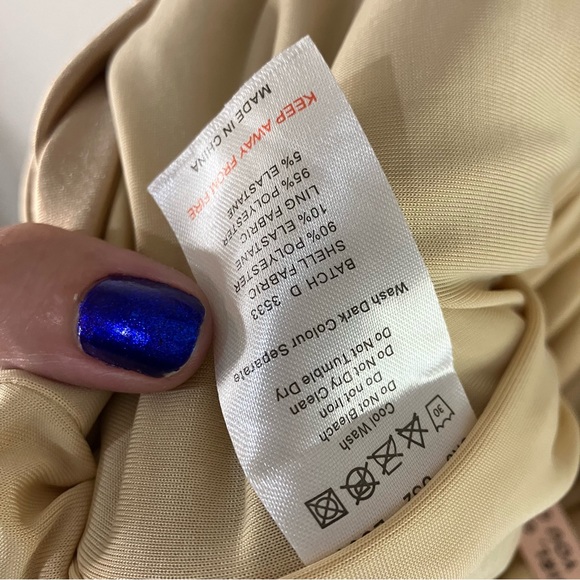 30
Cool Wash
Do Not Bleach
Do not Iron
Do Not Dry Clean
Do Not Tumble Dry
Wash Dark Colour Separate
BATCH D 3533
SHELL FABRIC
90% POLYESTER
10% ELASTANE
LING FABRIC
95% POLYESTER
5% ELASTANE
KEEP AWAY FROM FIRE
MADE IN CHINA